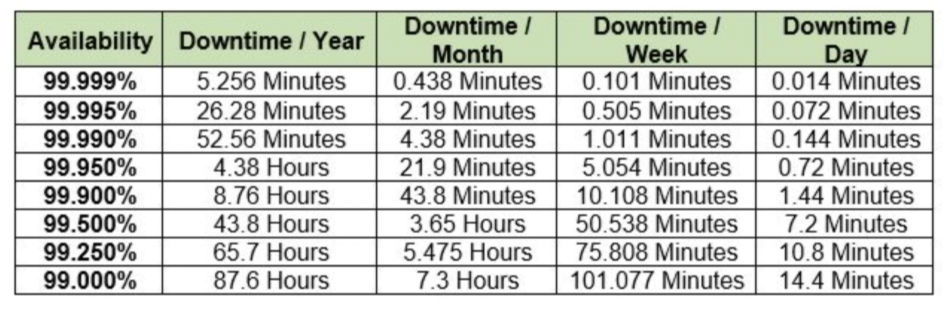 Availability Downtime / Year Downtime / Month Downtime / Week Downtime / Day
99.999% 5.256 Minutes 0.438 Minutes 0.101 Minutes 0.014 Minutes
99.995% 26.28 Minutes 2.19 Minutes 0.505 Minutes 0.072 Minutes
99.990% 52.56 Minutes 4.38 Minutes 1.011 Minutes 0.144 Minutes
99.950% 4.38 Hours 21.9 Minutes 5.054 Minutes 0.72 Minutes
99.900% 8.76 Hours 43.8 Minutes 10.108 Minutes 1.44 Minutes
99.500% 43.8 Hours 3.65 Hours 50.538 Minutes 7.2 Minutes
99.250% 65.7 Hours 5.475 Hours 75.808 Minutes 10.8 Minutes
99.000% 87.6 Hours 7.3 Hours 101.077 Minutes 14.4 Minutes